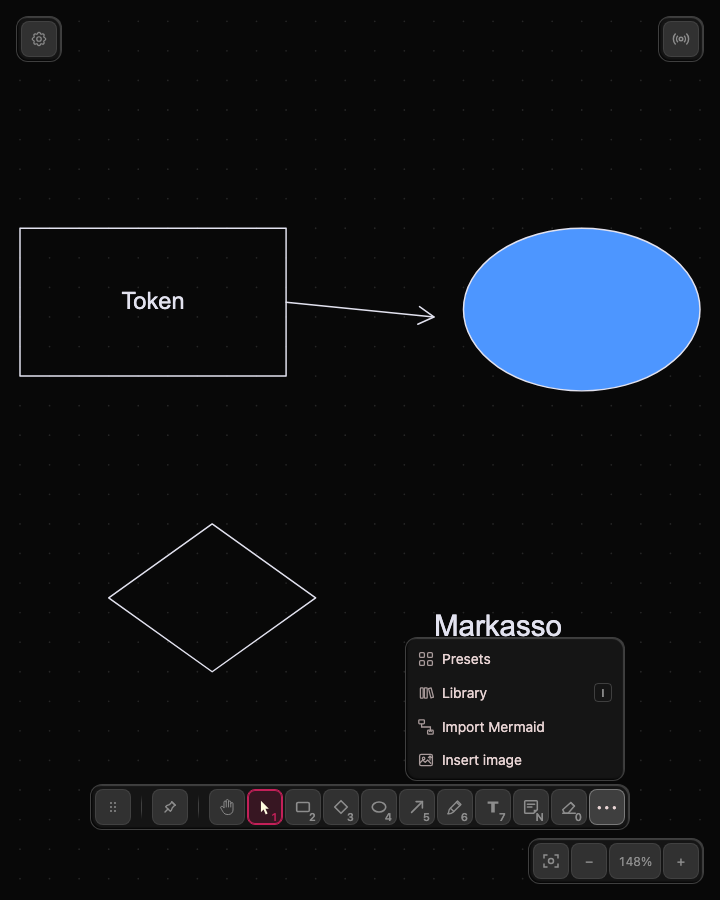 Token
Markasso
Presets
Library I
Import Mermaid
Insert image
1 2 3 4 5 6 T 7 N 0
148%